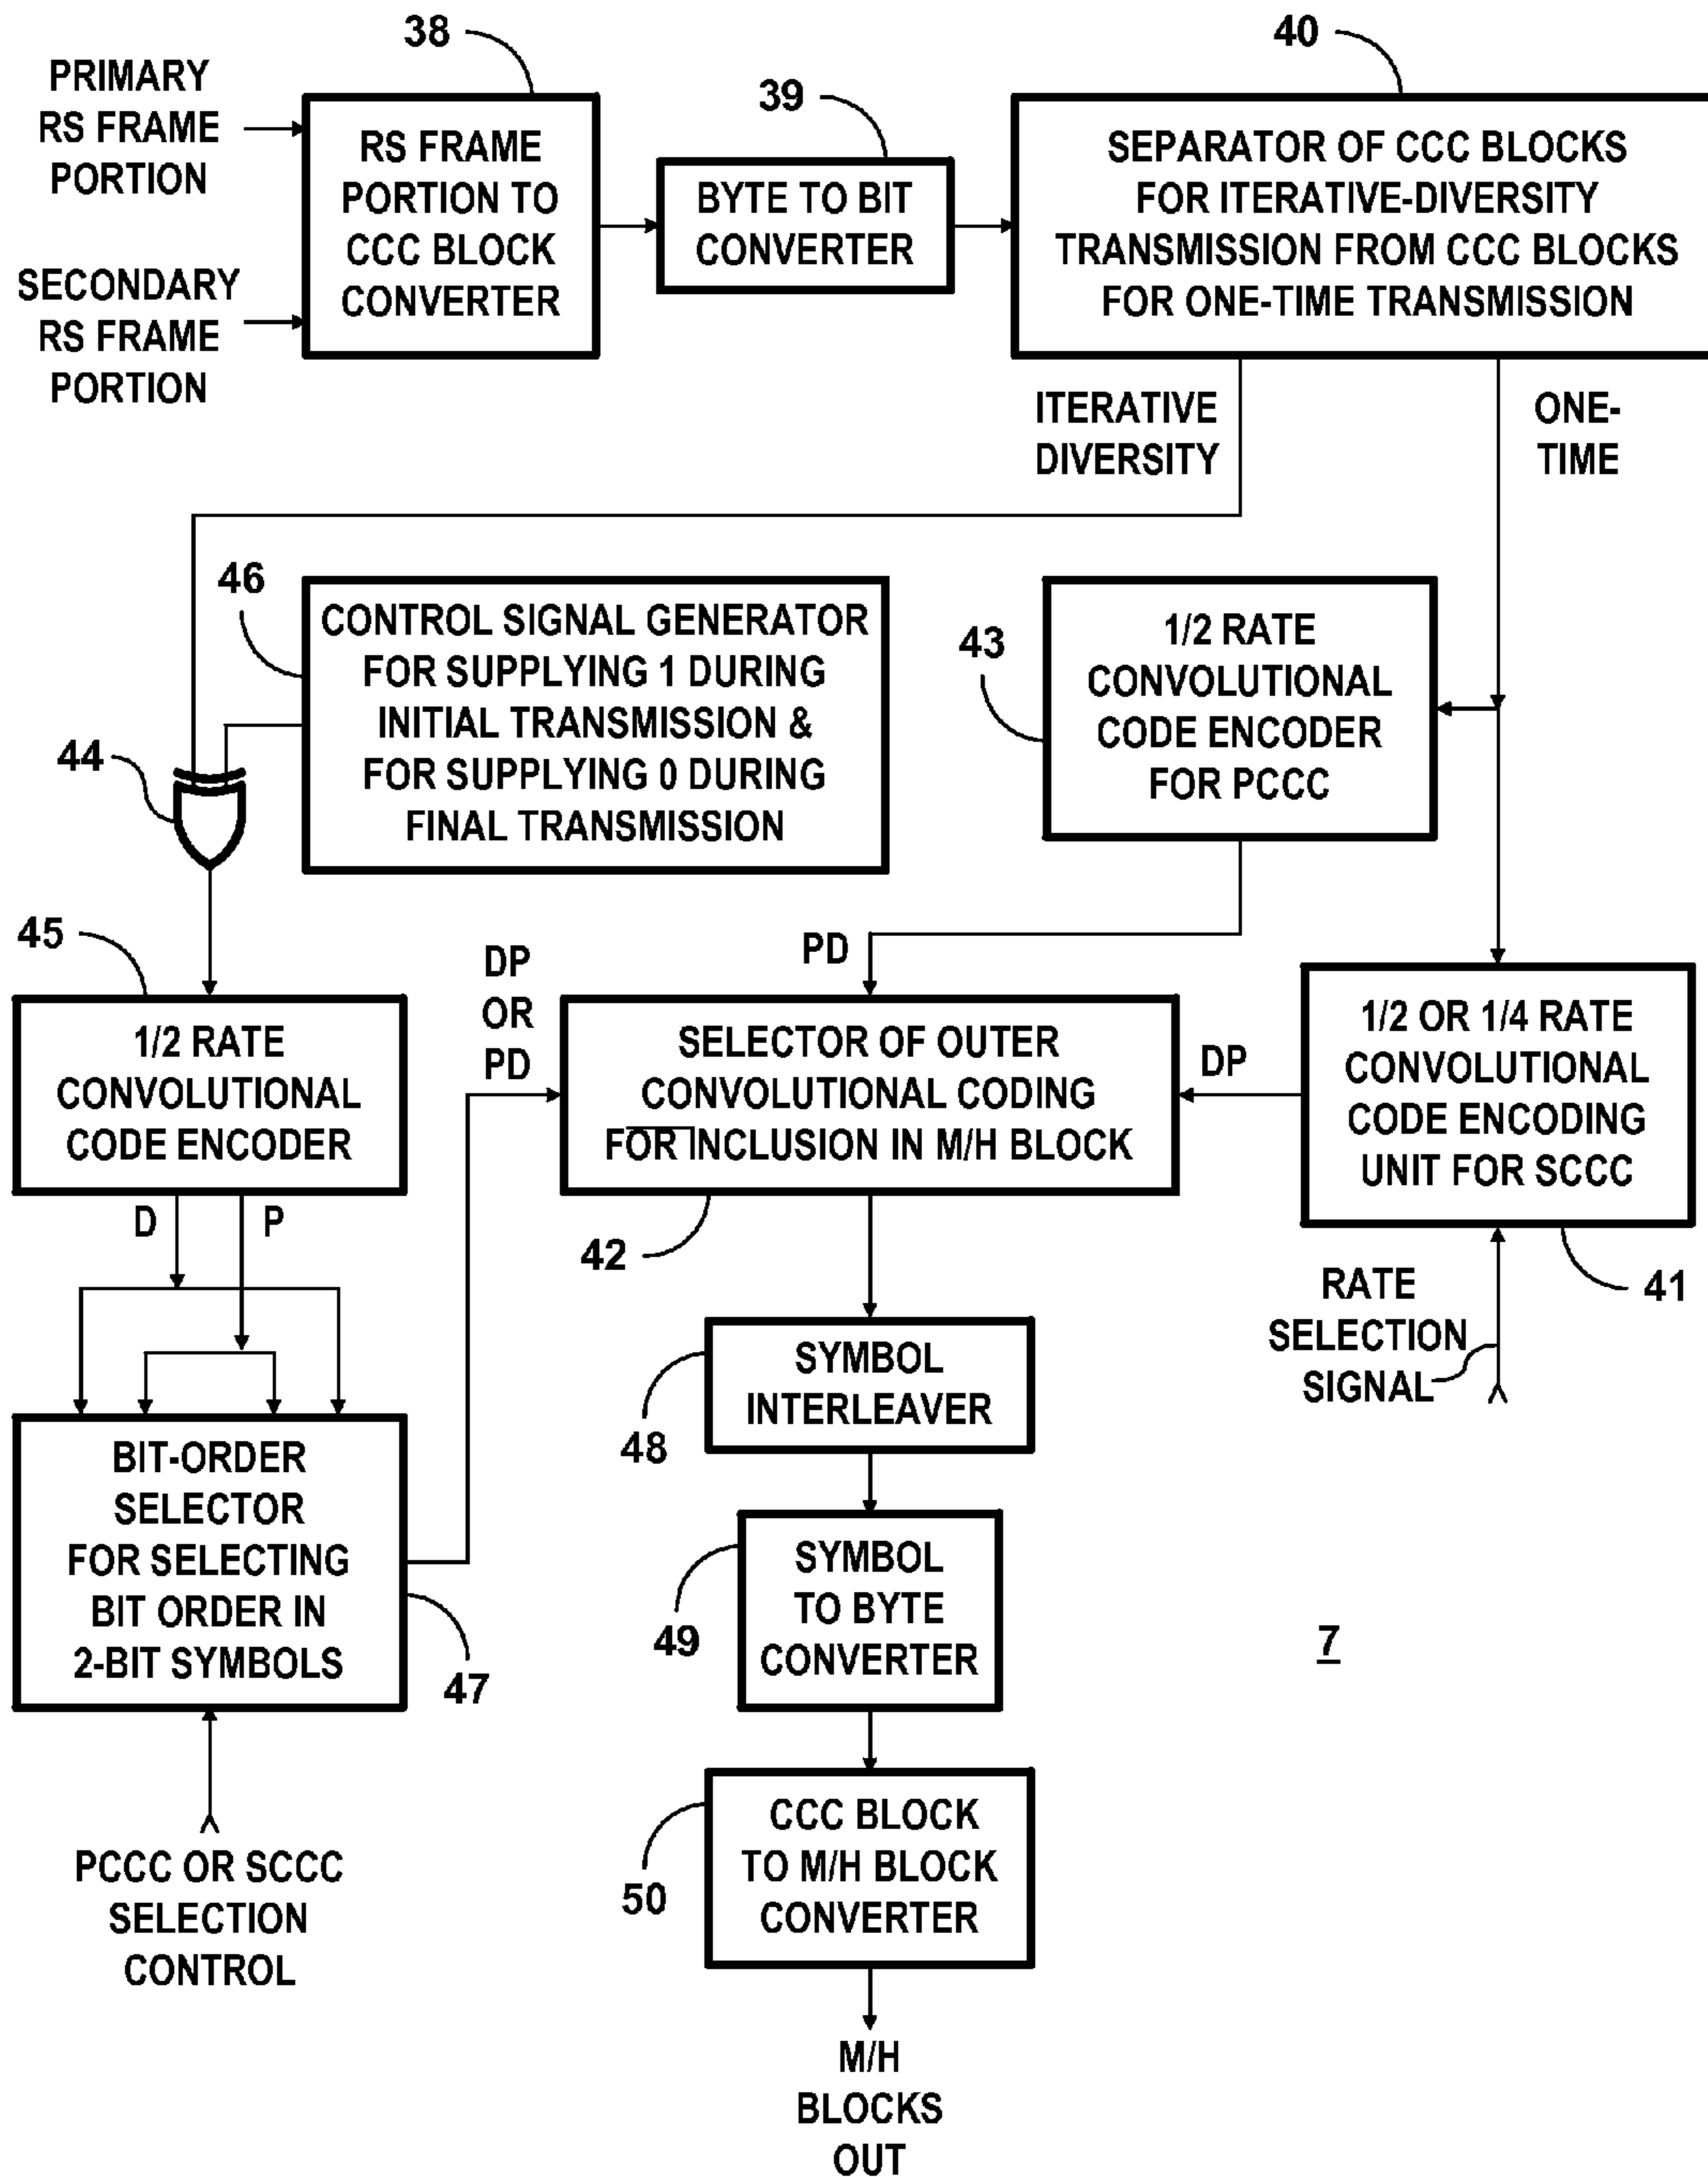 38
40
PRIMARY
RS FRAME
PORTION
39
RS FRAME
PORTION TO
CCC BLOCK
CONVERTER
BYTE TO BIT
CONVERTER
SEPARATOR OF CCC BLOCKS
FOR ITERATIVE-DIVERSITY
TRANSMISSION FROM CCC BLOCKS
FOR ONE-TIME TRANSMISSION
SECONDARY
RS FRAME
PORTION
ITERATIVE
DIVERSITY
ONE-
TIME
46
CONTROL SIGNAL GENERATOR
FOR SUPPLYING 1 DURING
INITIAL TRANSMISSION &
FOR SUPPLYING 0 DURING
FINAL TRANSMISSION
43
1/2 RATE
CONVOLUTIONAL
CODE ENCODER
FOR PCCC
44
45
DP
OR
PD
PD
1/2 RATE
CONVOLUTIONAL
CODE ENCODER
SELECTOR OF OUTER
CONVOLUTIONAL CODING
FOR INCLUSION IN M/H BLOCK
DP
1/2 OR 1/4 RATE
CONVOLUTIONAL
CODE ENCODING
UNIT FOR SCCC
D
P
42
41
RATE
SELECTION
SIGNAL
SYMBOL
INTERLEAVER
48
BIT-ORDER
SELECTOR
FOR SELECTING
BIT ORDER IN
2-BIT SYMBOLS
47
SYMBOL
TO BYTE
CONVERTER
49
7
CCC BLOCK
TO M/H BLOCK
CONVERTER
50
PCCC OR SCCC
SELECTION
CONTROL
M/H
BLOCKS
OUT